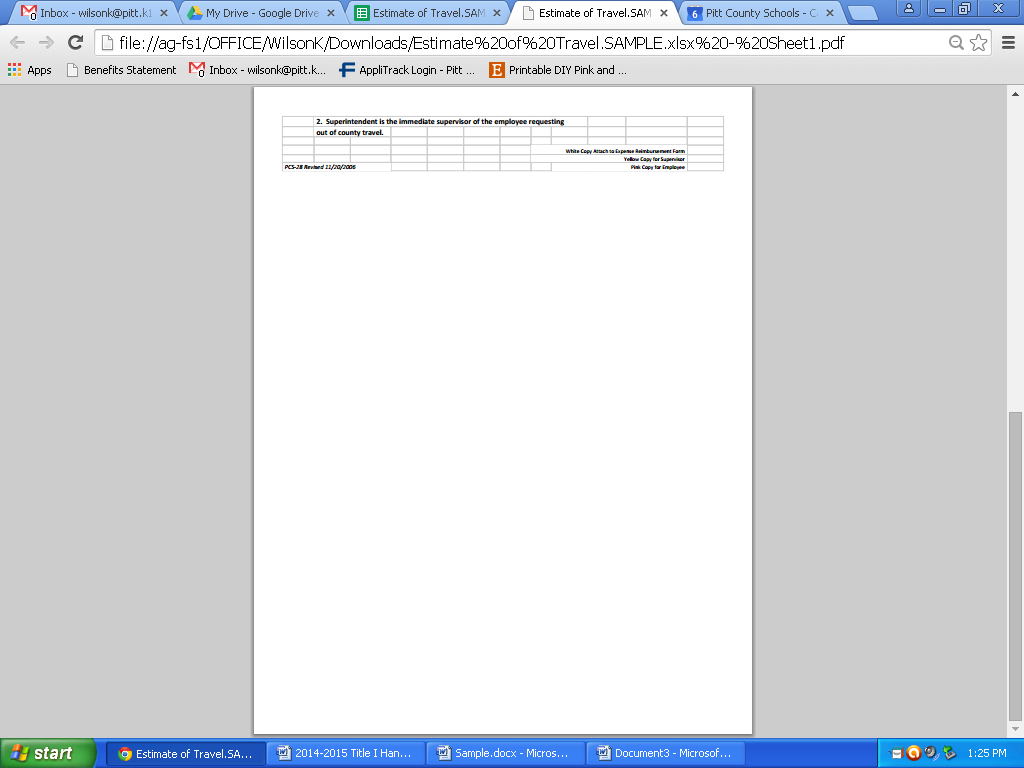 Inbox - wilsonk@pitt.k1
My Drive - Google Drive
Estimate of Travel.SAM
Estimate of Travel.SAM
6 Pitt County Schools - C
file://ag-fs1/OFFICE/WilsonK/Downloads/Estimate%20of%20Travel.SAMPLE.xlsx%20-%20Sheet1.pdf
Apps
Benefits Statement
Inbox - wilsonk@pitt.k...
AppliTrack Login - Pitt ...
E Printable DIY Pink and ...
2. Superintendent is the immediate supervisor of the employee requesting
out of county travel.
White Copy Attach to Expense Reimbursement Form
Yellow Copy for Supervisor
PCS-28 Revised 11/20/2006
Pink Copy for Employee
start
Estimate of Travel.SA...
2014-2015 Title I Han...
Sample.docx - Micros...
Document3 - Microsof...
1:25 PM